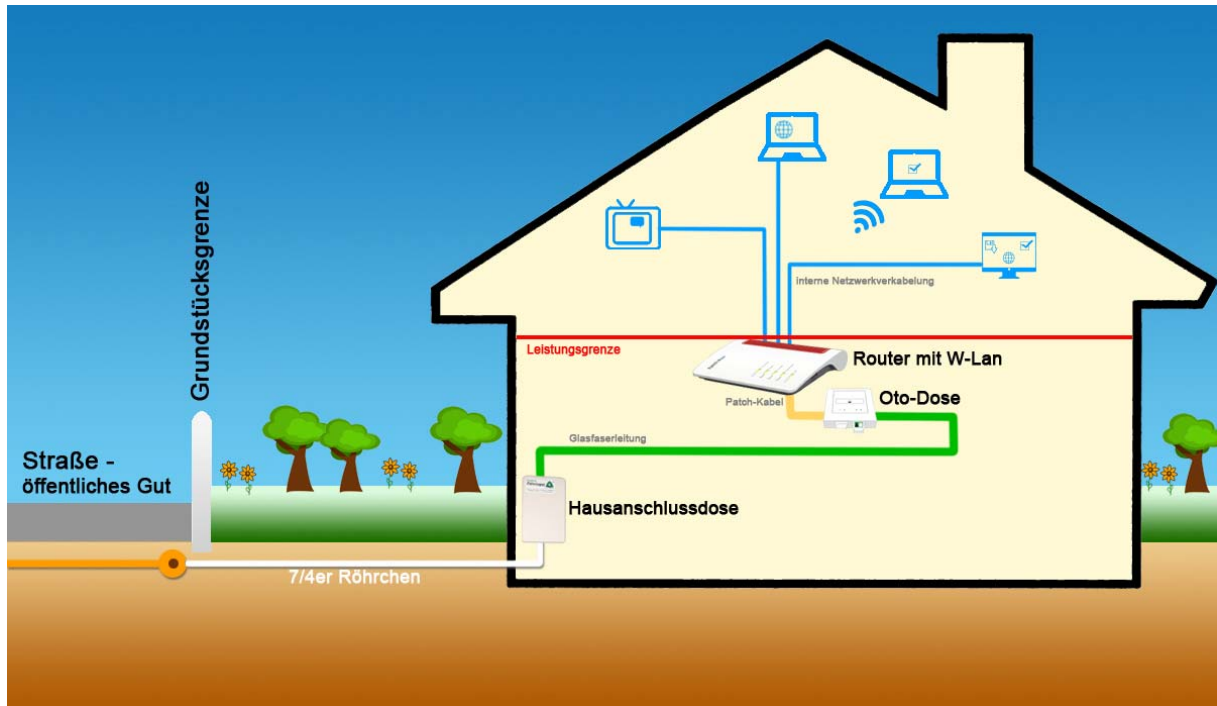 Grundstücksgrenze
Straße -
öffentliches Gut
7/4er Röhrchen
interne Netzwerkverkabelung
Leistungsgrenze
Router mit W-Lan
Patch-Kabel
Oto-Dose
Glasfaserleitung
Hausanschlussdose